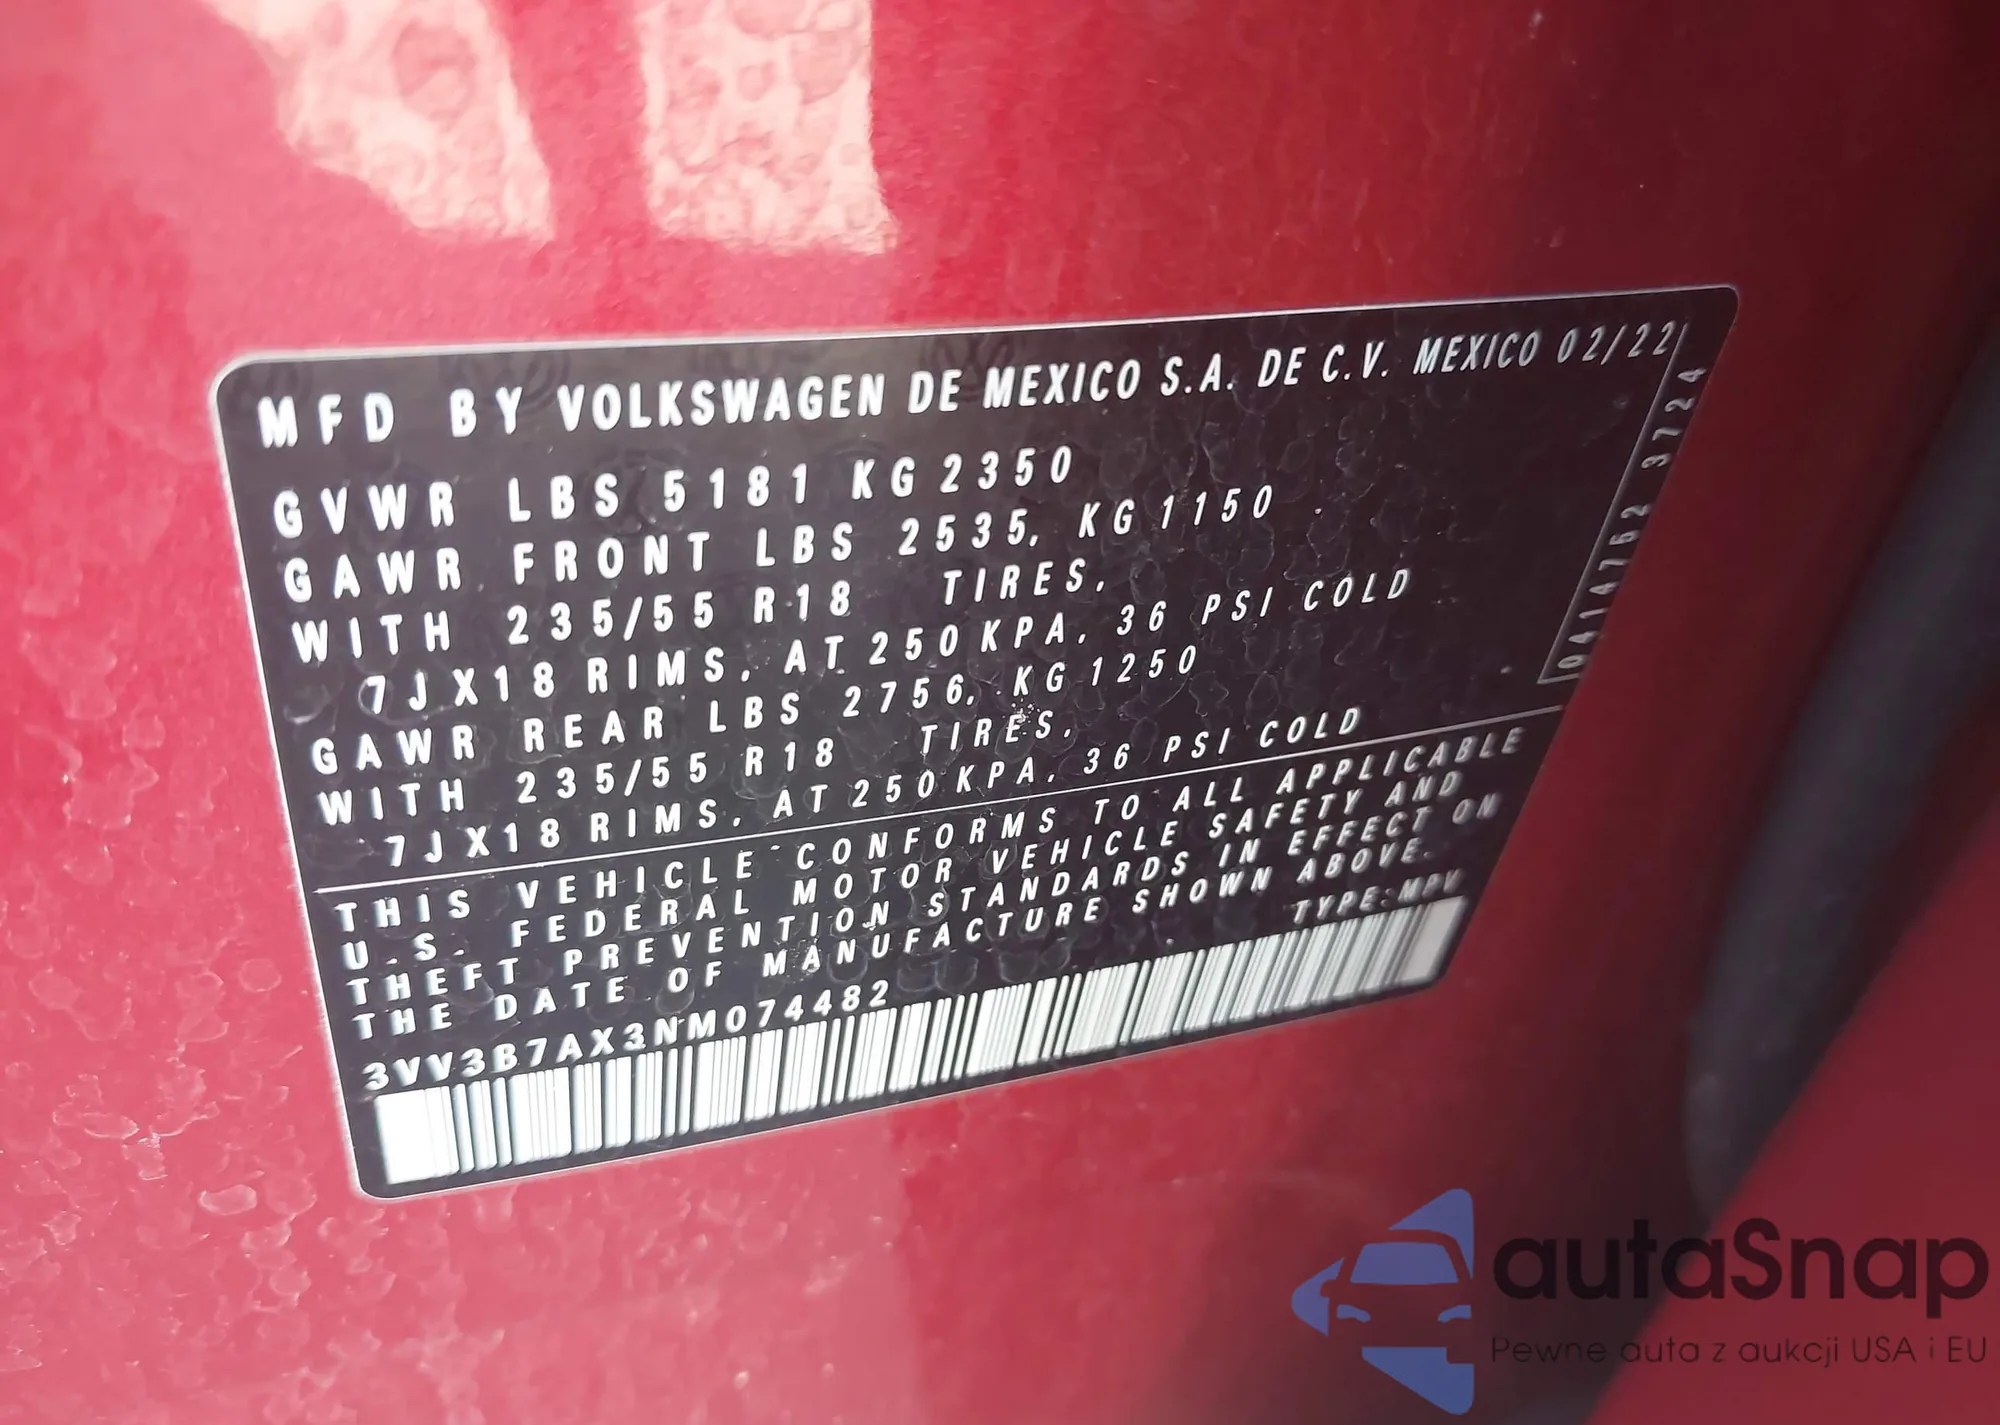 MFD BY VOLKSWAGEN DE MEXICO S.A. DE C.V. MEXICO 02/22
GVWR LBS 5181 KG 2350
GAWR FRONT LBS 2535, KG 1150
WITH 235/55 R18 TIRES,
7JX18 RIMS, AT 250 KPA, 36 PSI COLD
GAWR REAR LBS 2756, KG 1250
WITH 235/55 R18 TIRES,
7JX18 RIMS, AT 250 KPA, 36 PSI COLD
0414752 3724
THIS VEHICLE CONFORMS TO ALL APPLICABLE
U.S. FEDERAL MOTOR VEHICLE SAFETY AND
THEFT PREVENTION STANDARDS IN EFFECT ON
THE DATE OF MANUFACTURE SHOWN ABOVE.
3VV3B7AX3NM074482 TYPE:MPV
autaSnap
Pewne auta z aukcji USA i EU